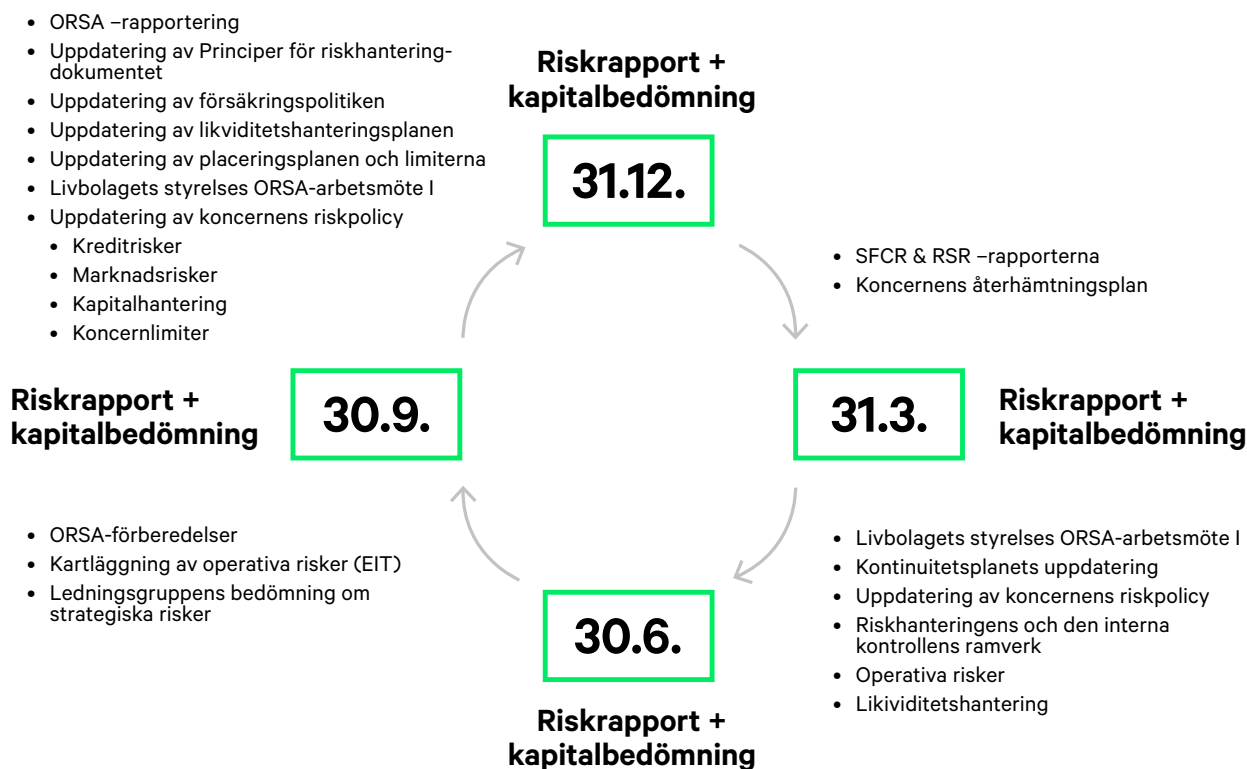 • ORSA –rapportering
• Uppdatering av Principer för riskhantering-
dokumentet
• Uppdatering av försäkringspolitiken
• Uppdatering av likviditetshanteringsplanen
• Uppdatering av placeringsplanen och limiterna
• Livbolagets styrelses ORSA-arbetsmöte I
• Uppdatering av koncernens riskpolicy
• Kreditrisker
• Marknadsrisker
• Kapitalhantering
• Koncernlimiter
Riskrapport +
kapitalbedömning
31.12.
• SFCR & RSR –rapporterna
• Koncernens återhämtningsplan
Riskrapport +
kapitalbedömning
30.9.
31.3.
Riskrapport +
kapitalbedömning
• ORSA-förberedelser
• Kartläggning av operativa risker (EIT)
• Ledningsgruppens bedömning om
strategiska risker
30.6.
Riskrapport +
kapitalbedömning
• Livbolagets styrelses ORSA-arbetsmöte I
• Kontinuitetsplanets uppdatering
• Uppdatering av koncernens riskpolicy
• Riskhanteringens och den interna
kontrollens ramverk
• Operativa risker
• Likividitetshantering